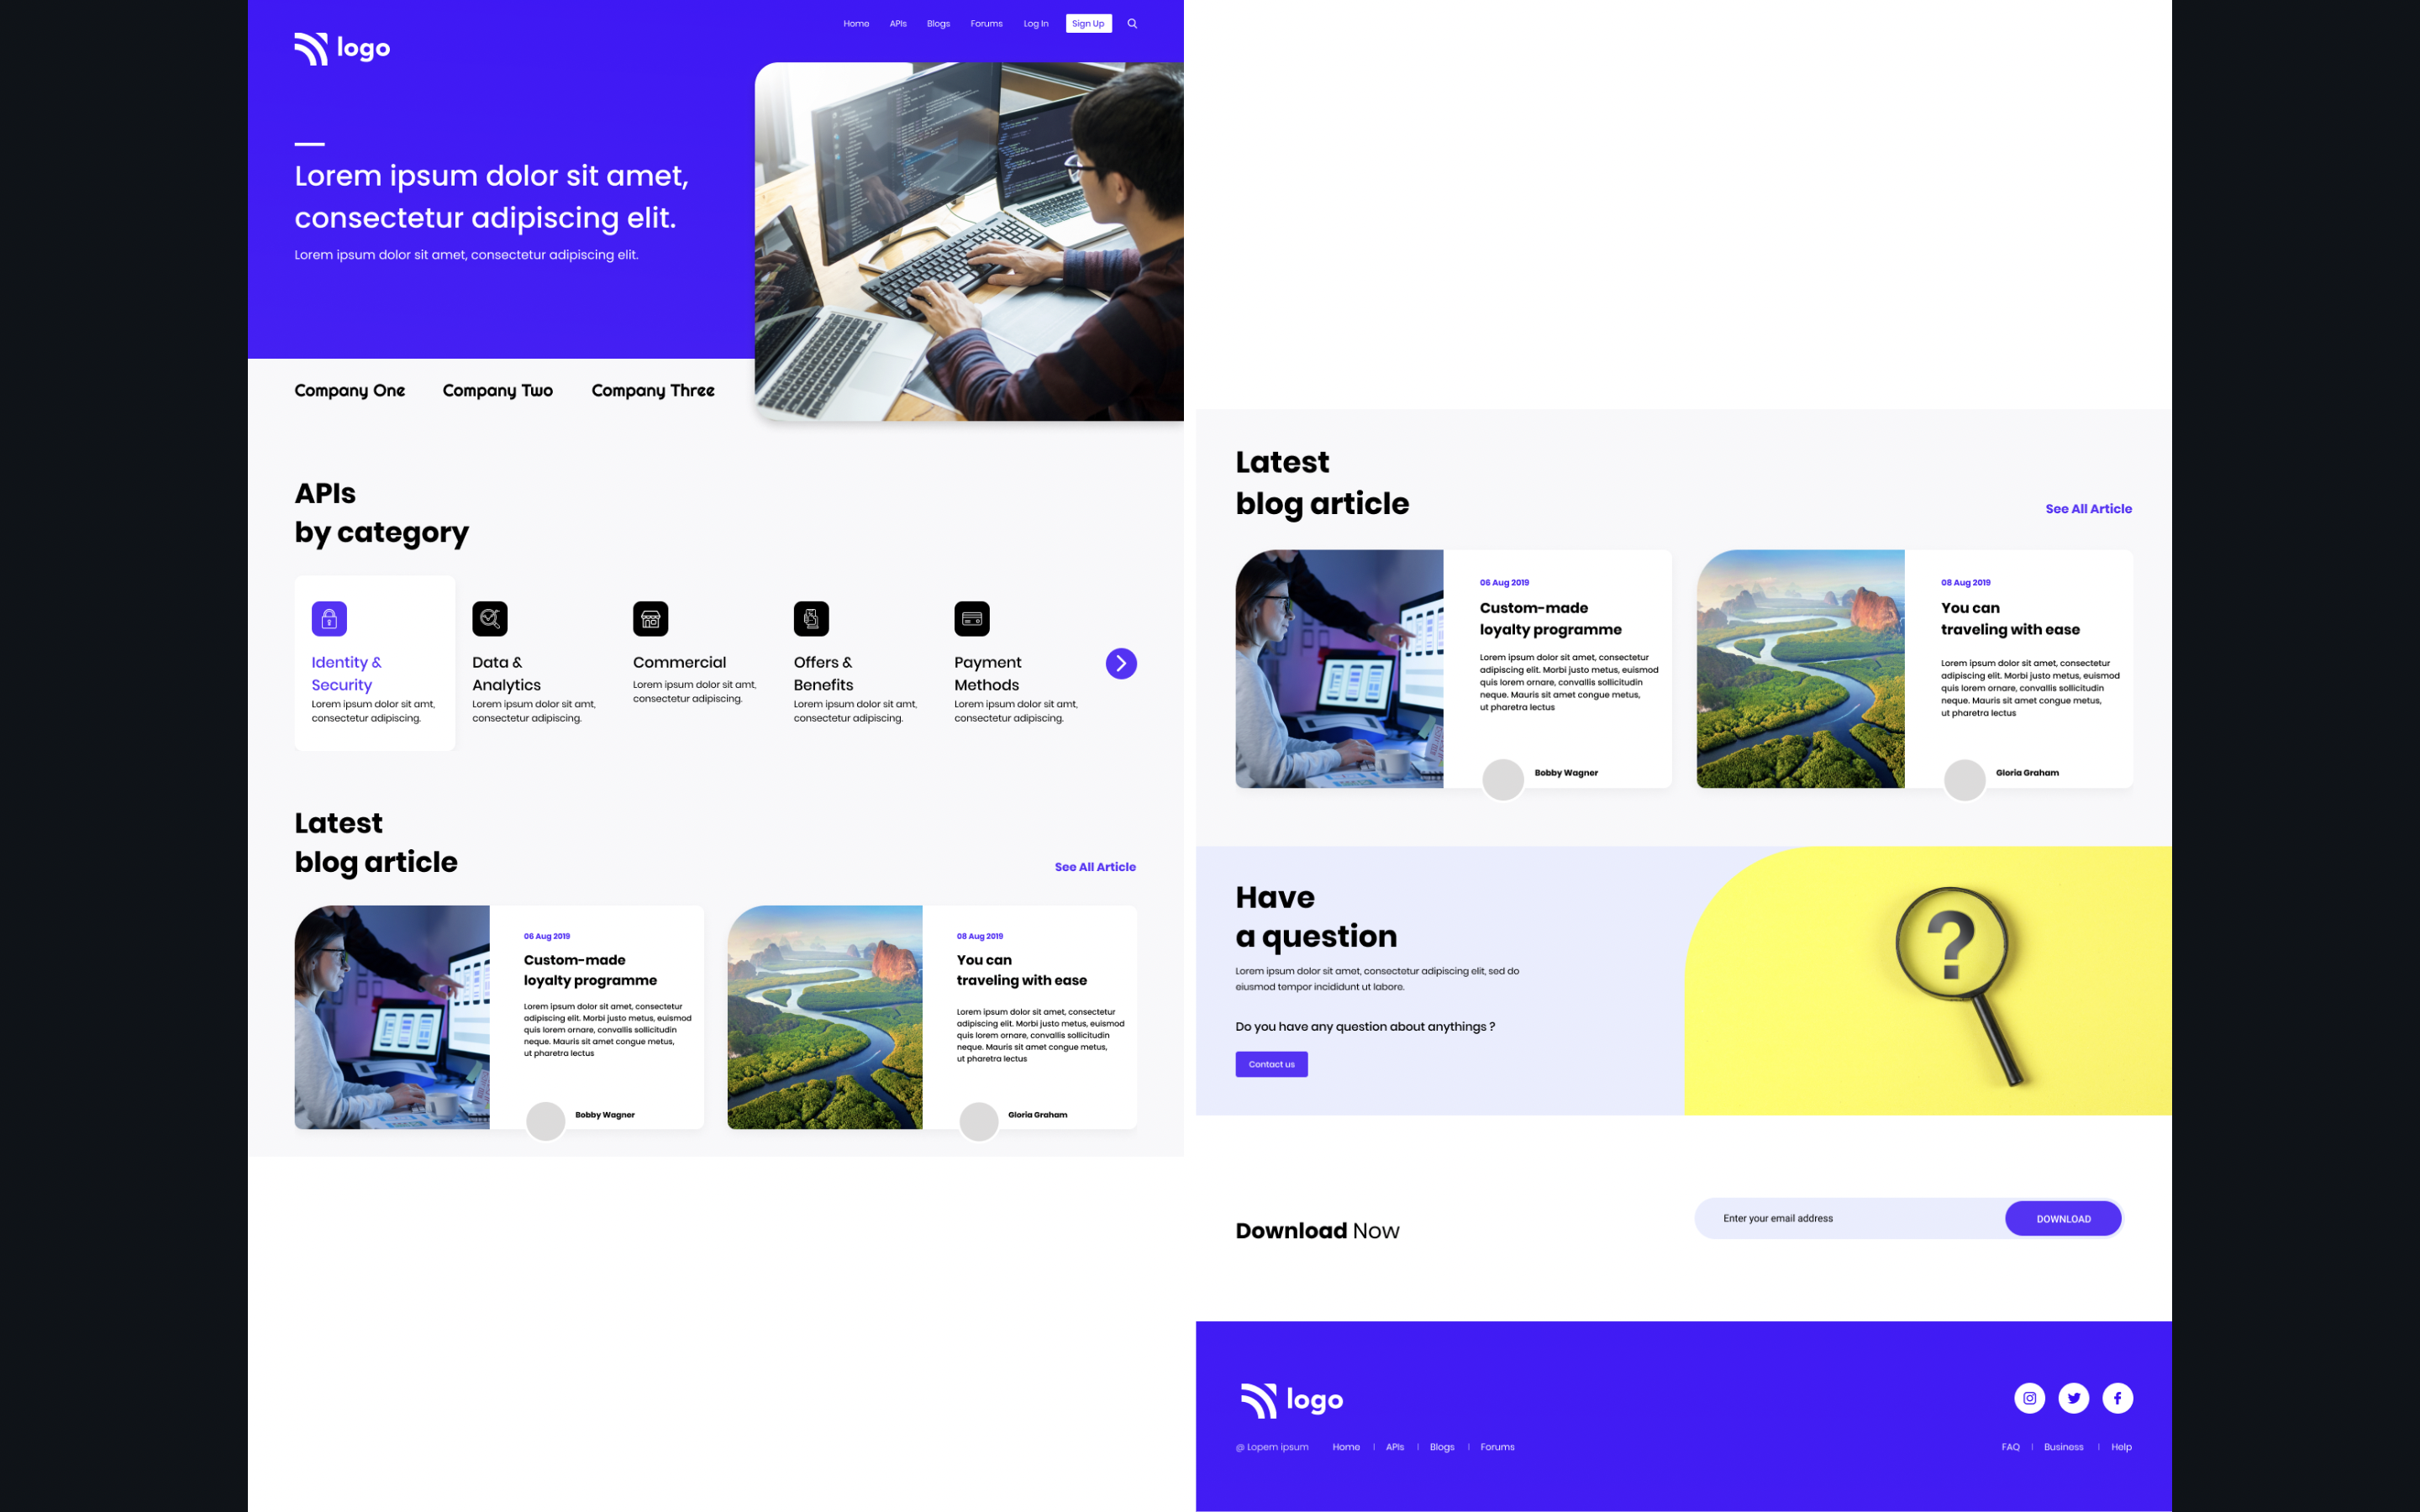 Home APIs Blogs Forums Log In Sign Up
logo
Lorem ipsum dolor sit amet,
consectetur adipiscing elit.
Lorem ipsum dolor sit amet, consectetur adipiscing elit.
Company One Company Two Company Three
APIs
by category
Identity &
Security
Lorem ipsum dolor sit amt,
consectetur adipiscing.
Data &
Analytics
Lorem ipsum dolor sit amt,
consectetur adipiscing.
Commercial
Lorem ipsum dolor sit amt,
consectetur adipiscing.
Offers &
Benefits
Lorem ipsum dolor sit amt,
consectetur adipiscing.
Payment
Methods
Lorem ipsum dolor sit amt,
consectetur adipiscing.
Latest
blog article
See All Article
06 Aug 2019
Custom-made
loyalty programme
Lorem ipsum dolor sit amet, consectetur
adipiscing elit. Morbi justo metus, euismod
quis lorem ornare, convallis sollicitudin
neque. Mauris sit amet congue metus,
ut pharetra lectus
Bobby Wagner
08 Aug 2019
You can
traveling with ease
Lorem ipsum dolor sit amet, consectetur
adipiscing elit. Morbi justo metus, euismod
quis lorem ornare, convallis sollicitudin
neque. Mauris sit amet congue metus,
ut pharetra lectus
Gloria Graham
Latest
blog article
See All Article
06 Aug 2019
Custom-made
loyalty programme
Lorem ipsum dolor sit amet, consectetur
adipiscing elit. Morbi justo metus, euismod
quis lorem ornare, convallis sollicitudin
neque. Mauris sit amet congue metus,
ut pharetra lectus
Bobby Wagner
08 Aug 2019
You can
traveling with ease
Lorem ipsum dolor sit amet, consectetur
adipiscing elit. Morbi justo metus, euismod
quis lorem ornare, convallis sollicitudin
neque. Mauris sit amet congue metus,
ut pharetra lectus
Gloria Graham
Have
a question
Lorem ipsum dolor sit amet, consectetur adipiscing elit, sed do
eiusmod tempor incididunt ut labore.
Do you have any question about anythings ?
Contact us
?
Download Now
Enter your email address
DOWNLOAD
logo
@ Lopem ipsum Home | APIs | Blogs | Forums
FAQ | Business | Help